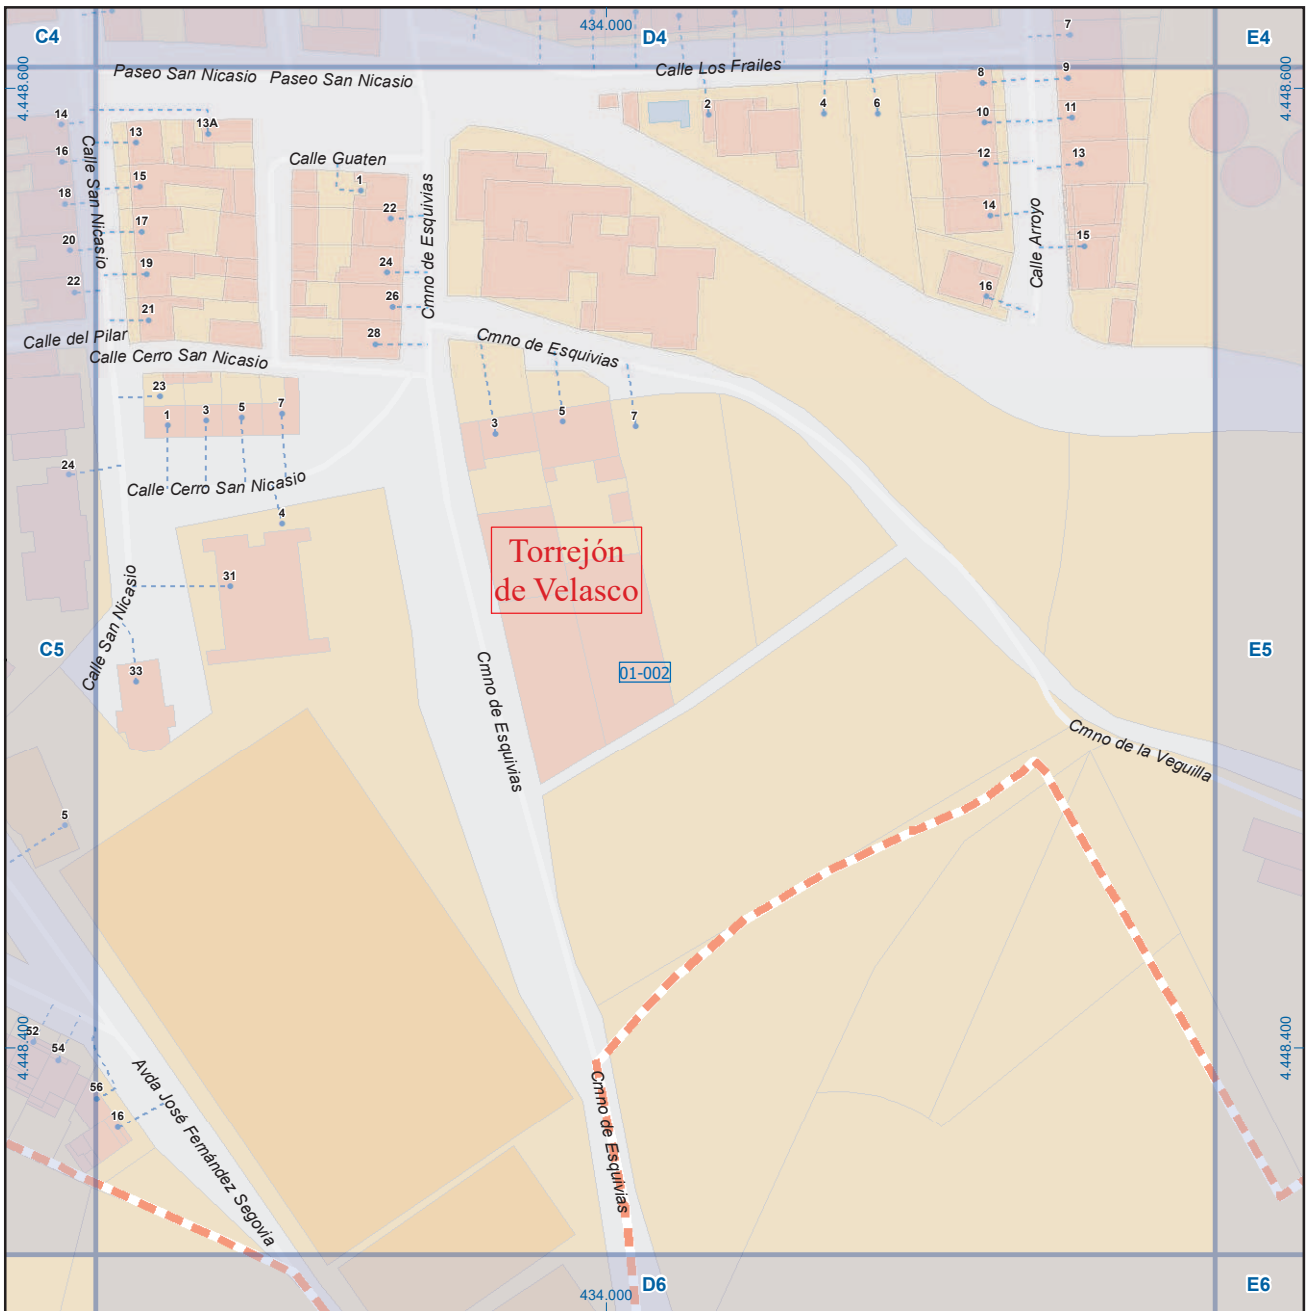 C4
434.000
D4
E4
7
4.448.600
Paseo San Nicasio
Paseo San Nicasio
Calle Los Frailes
4.448.600
8
9
14
13A
2
4
6
10
11
13
16
Calle San Nicasio
Calle Guaten
12
13
15
1
18
22
14
17
Cmno de Esquivias
Calle Arroyo
20
15
19
24
22
16
26
21
28
Calle del Pilar
Calle Cerro San Nicasio
Cmno de Esquivias
23
1
3
5
7
3
5
7
24
Calle Cerro San Nicasio
4
Torrejón
de Velasco
31
Calle San Nicasio
C5
E5
33
01-002
Cmno de Esquivias
Cmno de la Veguilla
5
52
4.448.400
54
4.448.400
56
16
Avda José Fernández Segovia
Cmno de Esquivias
434.000
D6
E6